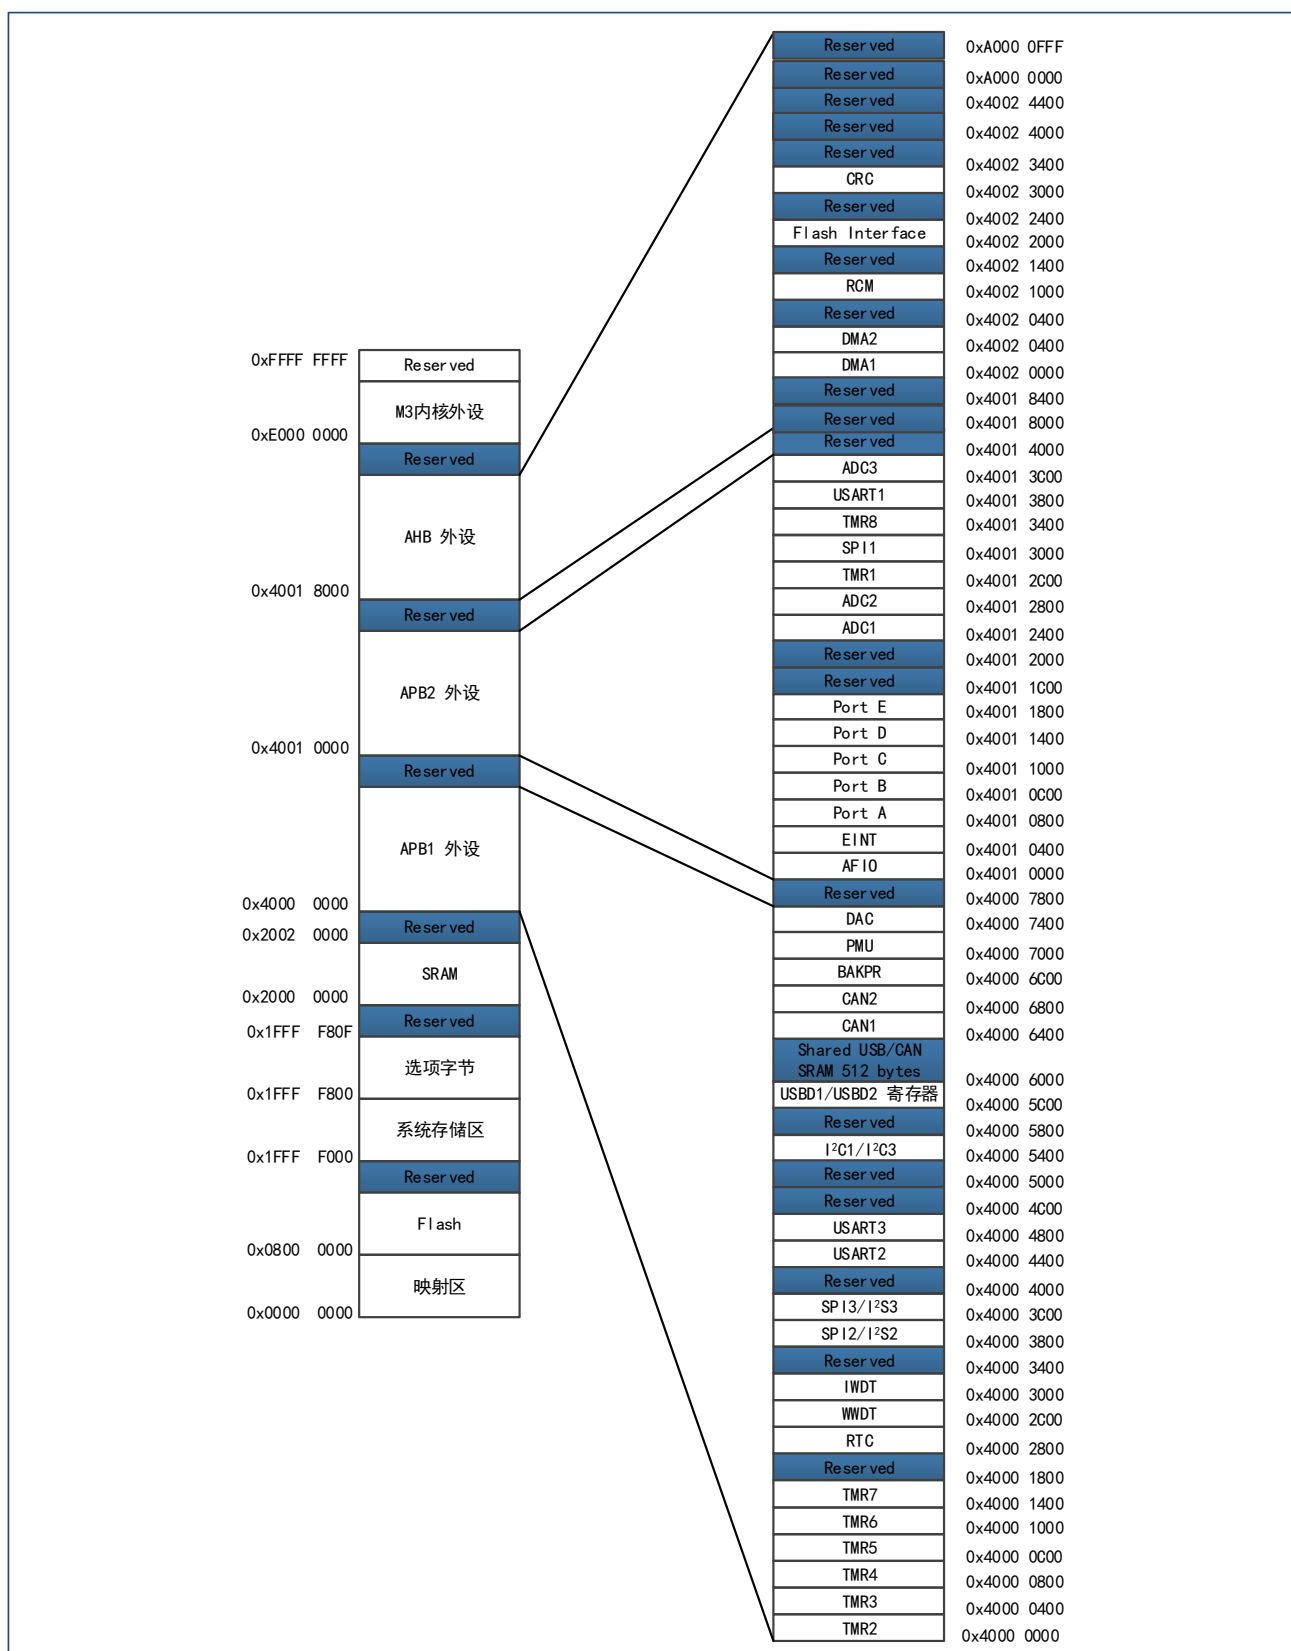 0xFFFF FFFF
Reserved
M3内核外设
0xE000 0000
Reserved
AHB 外设
0x4001 8000
Reserved
APB2 外设
0x4001 0000
Reserved
APB1 外设
0x4000 0000
Reserved
0x2002 0000
SRAM
0x2000 0000
Reserved
0x1FFF F80F
选项字节
0x1FFF F800
系统存储区
0x1FFF F000
Reserved
Flash
0x0800 0000
映射区
0x0000 0000
Reserved 0xA000 0FFF
Reserved 0xA000 0000
Reserved 0x4002 4400
Reserved 0x4002 4000
Reserved 0x4002 3400
CRC 0x4002 3000
Reserved 0x4002 2400
Flash Interface 0x4002 2000
Reserved 0x4002 1400
RCM 0x4002 1000
Reserved 0x4002 0400
DMA2 0x4002 0400
DMA1 0x4002 0000
Reserved 0x4001 8400
Reserved 0x4001 8000
Reserved 0x4001 4000
ADC3 0x4001 3C00
USART1 0x4001 3800
TMR8 0x4001 3400
SPI1 0x4001 3000
TMR1 0x4001 2C00
ADC2 0x4001 2800
ADC1 0x4001 2400
Reserved 0x4001 2000
Reserved 0x4001 1C00
Port E 0x4001 1800
Port D 0x4001 1400
Port C 0x4001 1000
Port B 0x4001 0C00
Port A 0x4001 0800
EINT 0x4001 0400
AFIO 0x4001 0000
Reserved 0x4000 7800
DAC 0x4000 7400
PMU 0x4000 7000
BAKPR 0x4000 6C00
CAN2 0x4000 6800
CAN1 0x4000 6400
Shared USB/CAN
SRAM 512 bytes 0x4000 6000
USBD1/USBD2 寄存器 0x4000 5C00
Reserved 0x4000 5800
I²C1/I²C3 0x4000 5400
Reserved 0x4000 5000
Reserved 0x4000 4C00
USART3 0x4000 4800
USART2 0x4000 4400
Reserved 0x4000 4000
SPI3/I²S3 0x4000 3C00
SPI2/I²S2 0x4000 3800
Reserved 0x4000 3400
IWDT 0x4000 3000
WWDT 0x4000 2C00
RTC 0x4000 2800
Reserved 0x4000 1800
TMR7 0x4000 1400
TMR6 0x4000 1000
TMR5 0x4000 0C00
TMR4 0x4000 0800
TMR3 0x4000 0400
TMR2 0x4000 0000